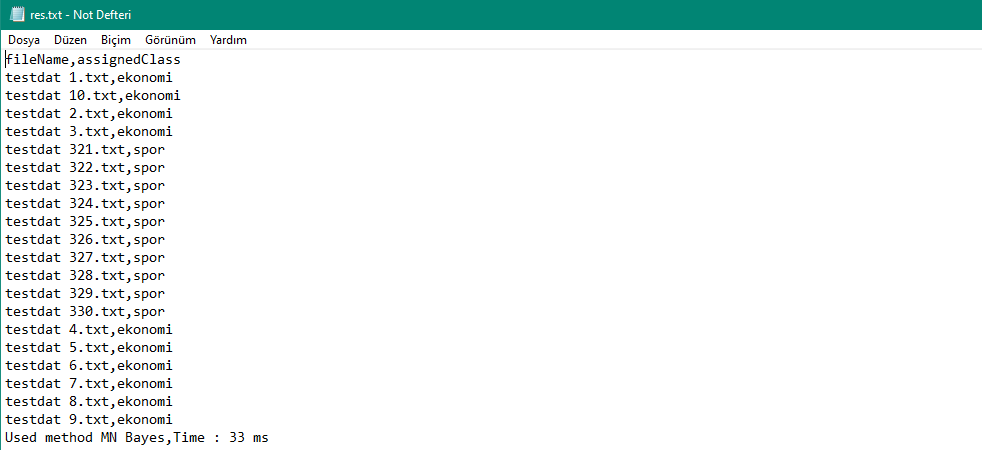 res.txt - Not Defteri
Dosya Düzen Biçim Görünüm Yardım
fileName,assignedClass
testdat 1.txt,ekonomi
testdat 10.txt,ekonomi
testdat 2.txt,ekonomi
testdat 3.txt,ekonomi
testdat 321.txt,spor
testdat 322.txt,spor
testdat 323.txt,spor
testdat 324.txt,spor
testdat 325.txt,spor
testdat 326.txt,spor
testdat 327.txt,spor
testdat 328.txt,spor
testdat 329.txt,spor
testdat 330.txt,spor
testdat 4.txt,ekonomi
testdat 5.txt,ekonomi
testdat 6.txt,ekonomi
testdat 7.txt,ekonomi
testdat 8.txt,ekonomi
testdat 9.txt,ekonomi
Used method MN Bayes,Time : 33 ms